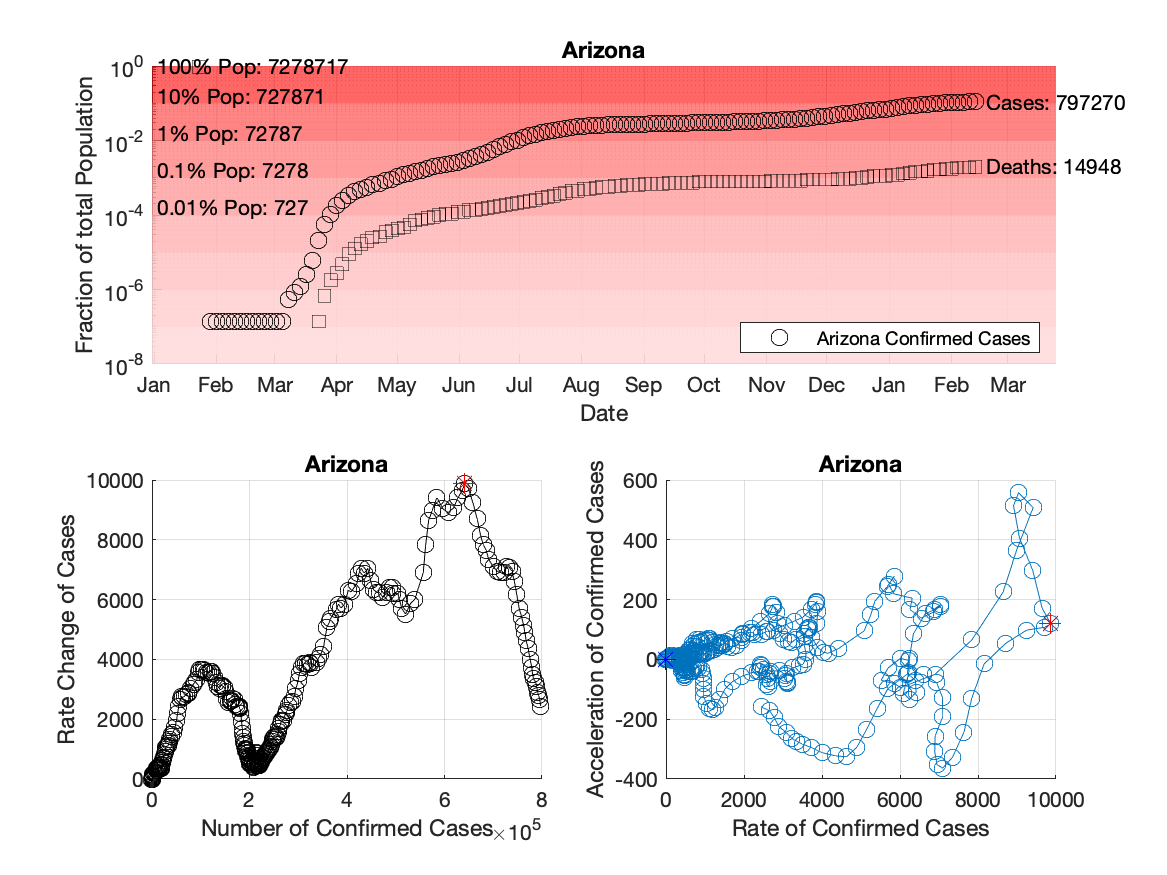 Arizona
10^0
10^-2
10^-4
10^-6
10^-8
Fraction of total Population
100% Pop: 7278717
10% Pop: 727871
1% Pop: 72787
0.1% Pop: 7278
0.01% Pop: 727
Cases: 797270
Deaths: 14948
Arizona Confirmed Cases
Jan Feb Mar Apr May Jun Jul Aug Sep Oct Nov Dec Jan Feb Mar
Date
Arizona
10000
8000
6000
4000
2000
0
Rate Change of Cases
0 2 4 6 8
Number of Confirmed Cases ×10^5
Arizona
600
400
200
0
-200
-400
Acceleration of Confirmed Cases
0 2000 4000 6000 8000 10000
Rate of Confirmed Cases